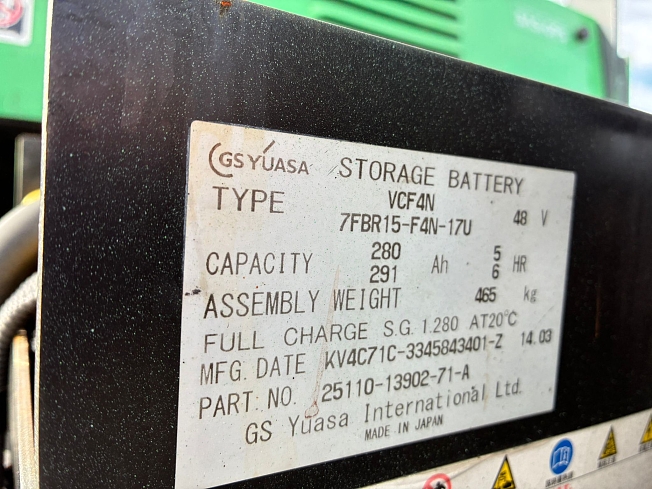 GS YUASA STORAGE BATTERY
TYPE VCF4N
7FBR15-F4N-17U 48 V
CAPACITY 280 Ah 5 HR
291 6
ASSEMBLY WEIGHT 465 kg
FULL CHARGE S.G. 1.280 AT20°C
MFG. DATE KV4C71C-3345843401-Z 14.03
PART NO. 25110-13902-71-A
GS Yuasa International Ltd.
MADE IN JAPAN